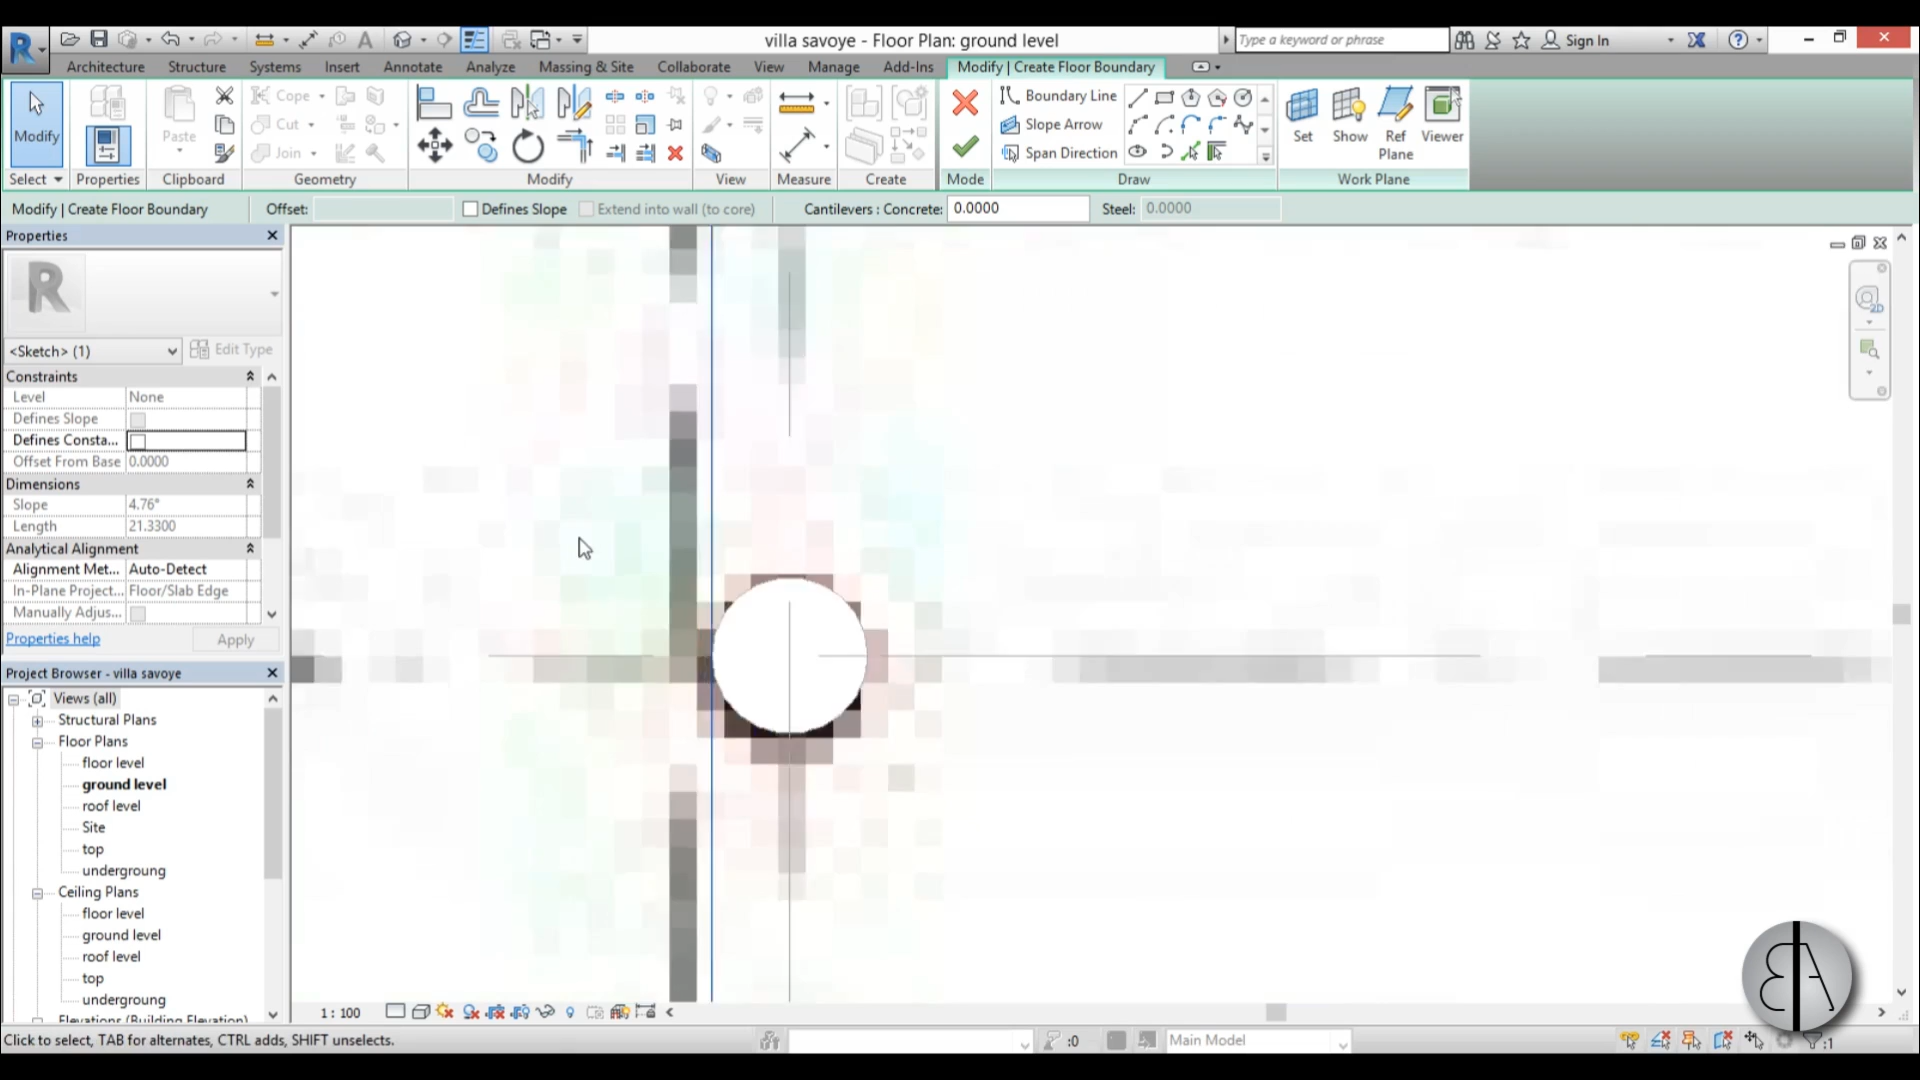 villa savoye - Floor Plan: ground level
Type a keyword or phrase
Sign In
Architecture Structure Systems Insert Annotate Analyze Massing & Site Collaborate View Manage Add-Ins Modify | Create Floor Boundary
Modify
Paste
Cope
Cut
Join
Boundary Line
Slope Arrow
Span Direction
Set
Show
Ref
Plane
Viewer
Select Properties Clipboard Geometry Modify View Measure Create Mode Draw Work Plane
Modify | Create Floor Boundary Offset: Defines Slope Extend into wall (to core) Cantilevers : Concrete: 0.0000 Steel: 0.0000
Properties
R
<Sketch> (1) Edit Type
Constraints
Level None
Defines Slope
Defines Consta...
Offset From Base 0.0000
Dimensions
Slope 4.76°
Length 21.3300
Analytical Alignment
Alignment Met... Auto-Detect
In-Plane Project... Floor/Slab Edge
Manually Adjus...
Properties help Apply
Project Browser - villa savoye
Views (all)
Structural Plans
Floor Plans
floor level
ground level
roof level
Site
top
undergroung
Ceiling Plans
floor level
ground level
roof level
top
undergroung
Elevations (Building Elevation)
1 : 100
Click to select, TAB for alternates, CTRL adds, SHIFT unselects.
:0
Main Model
:1
2D